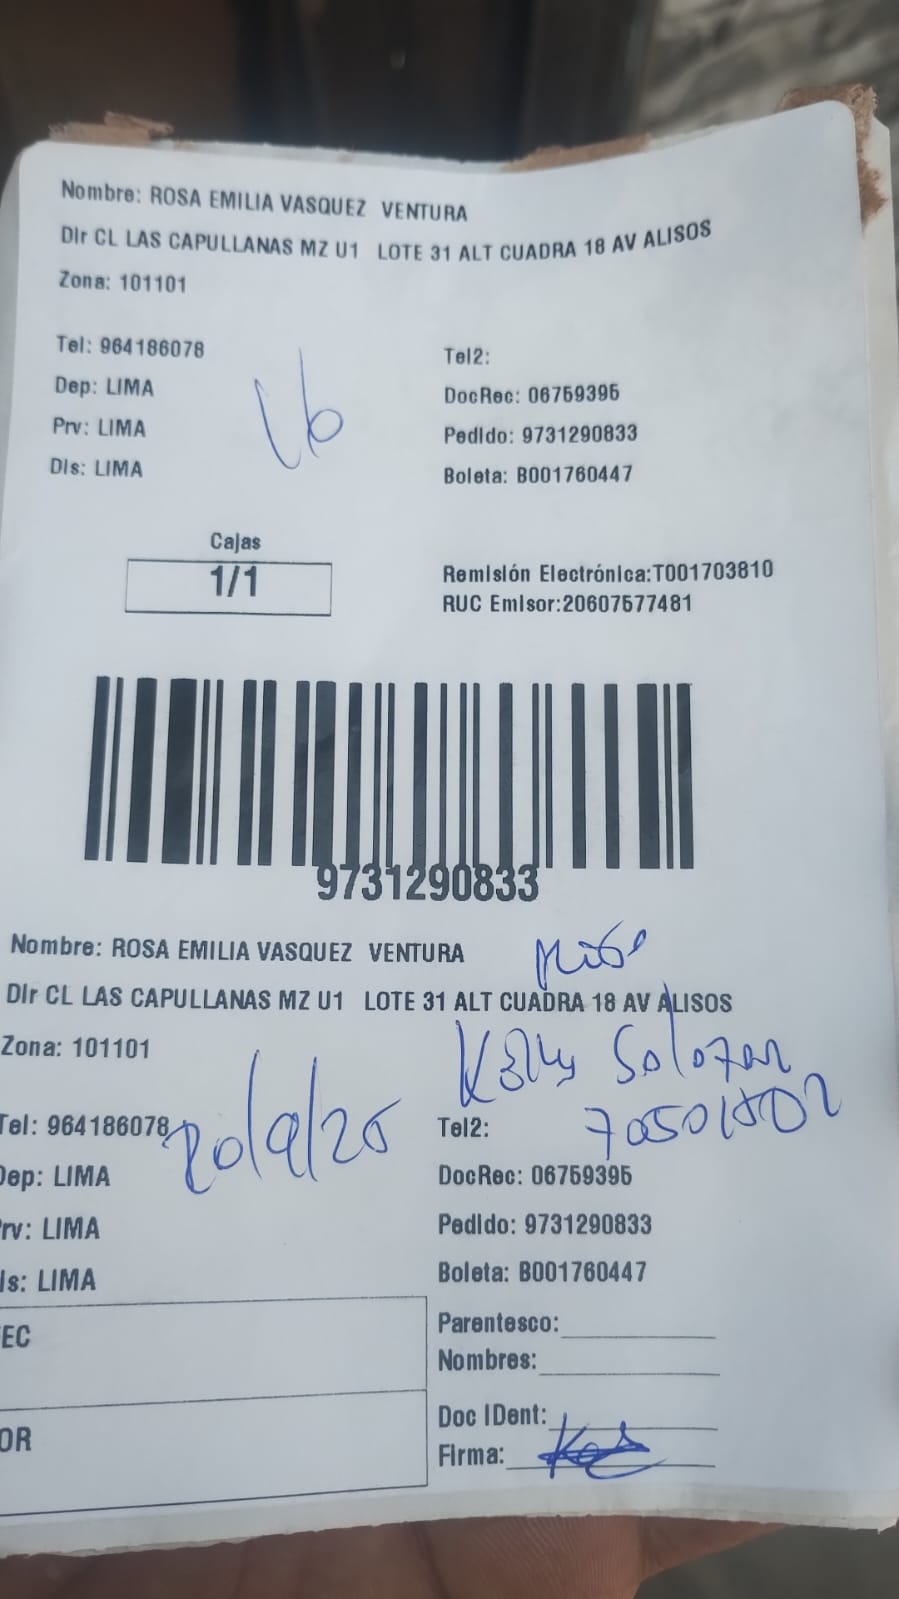 Nombre: ROSA EMILIA VASQUEZ VENTURA
Dir CL LAS CAPULLANAS MZ U1 LOTE 31 ALT CUADRA 18 AV ALISOS
Zona: 101101
Tel: 964186078
Tel2:
Dep: LIMA
DocRec: 06759395
Prv: LIMA
Pedido: 9731290833
Dis: LIMA
Boleta: B001760447
Cajas
1/1
Remisión Electrónica:T001703810
RUC Emisor:20607577481
9731290833
Nombre: ROSA EMILIA VASQUEZ VENTURA
Dir CL LAS CAPULLANAS MZ U1 LOTE 31 ALT CUADRA 18 AV ALISOS
Zona: 101101
Tel: 964186078
Tel2:
Dep: LIMA
DocRec: 06759395
rv: LIMA
Pedido: 9731290833
Is: LIMA
Boleta: B001760447
EC
Parentesco:
Nombres:
OR
Doc IDent:
Firma: